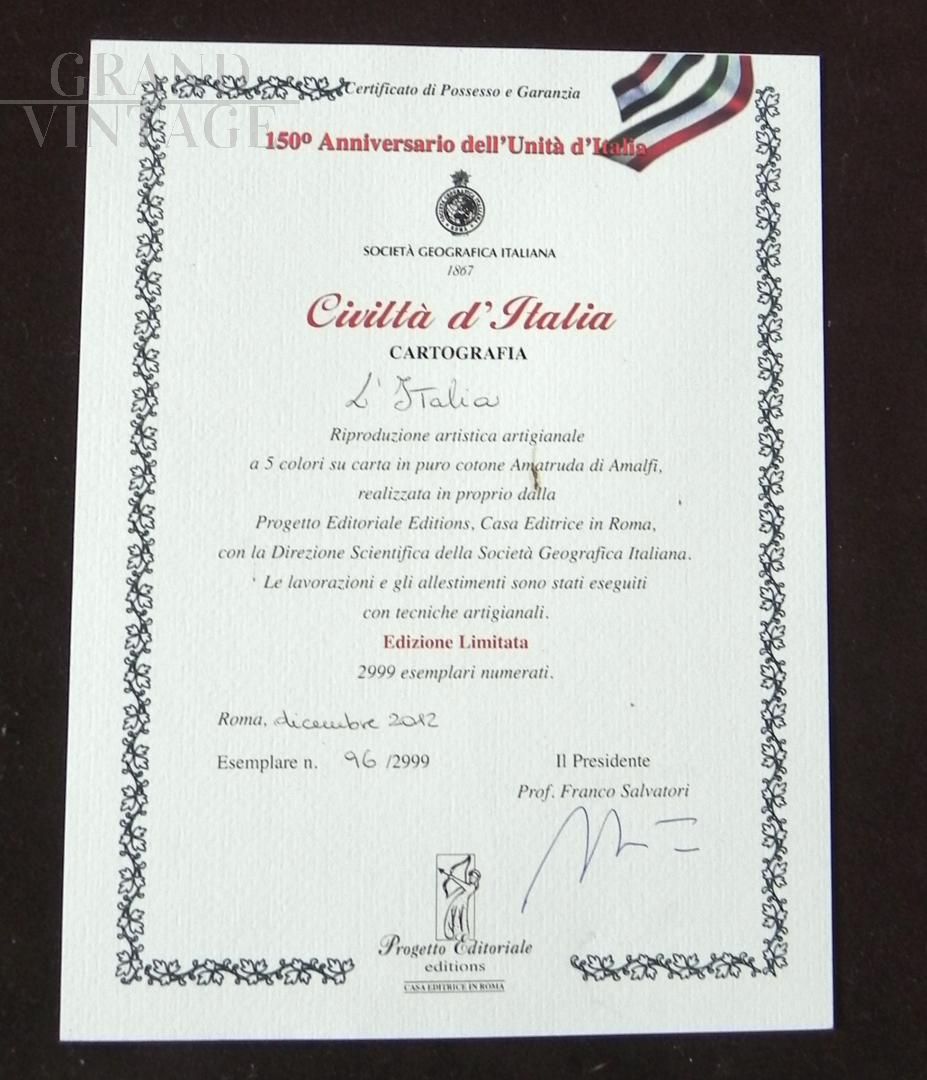 GRAND
VINTAGE
Certificato di Possesso e Garanzia
150º Anniversario dell'Unità d'Italia
SOCIETÀ GEOGRAFICA ITALIANA
1867
Civiltà d'Italia
CARTOGRAFIA
L'Italia
Riproduzione artistica artigianale
a 5 colori su carta in puro cotone Amatruda di Amalfi,
realizzata in proprio dalla
Progetto Editoriale Editions, Casa Editrice in Roma,
con la Direzione Scientifica della Società Geografica Italiana.
Le lavorazioni e gli allestimenti sono stati eseguiti
con tecniche artigianali.
Edizione Limitata
2999 esemplari numerati.
Roma, dicembre 2012
Esemplare n. 96 /2999
Il Presidente
Prof. Franco Salvatori
Progetto Editoriale
editions
CASA EDITRICE IN ROMA